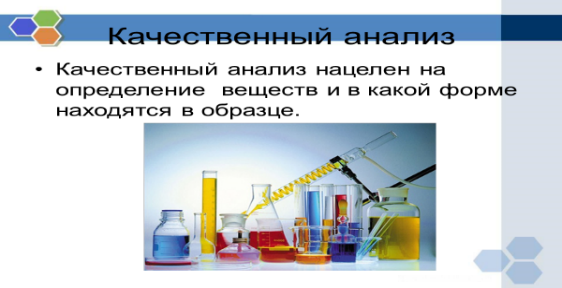 Качественный анализ
• Качественный анализ нацелен на
определение веществ и в какой форме
находятся в образце.